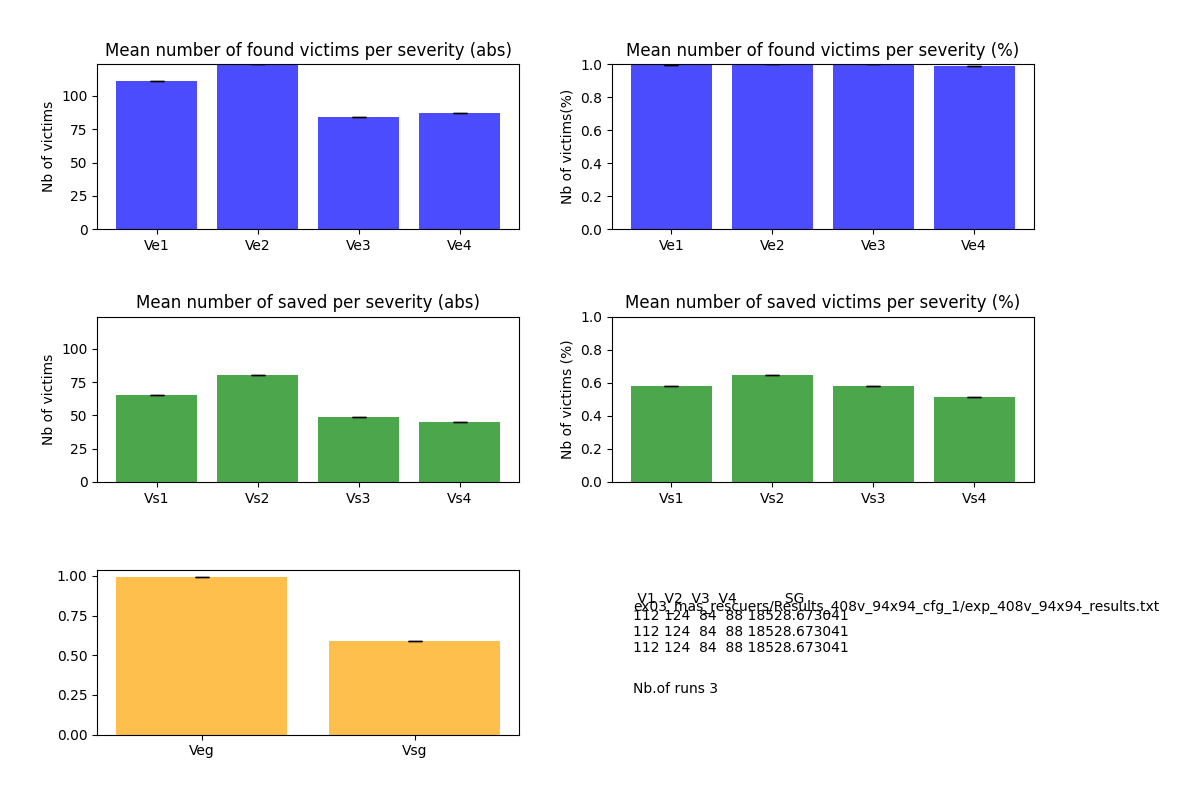 Mean number of found victims per severity (abs)
Nb of victims
100
75
50
25
0
Ve1 Ve2 Ve3 Ve4
Mean number of found victims per severity (%)
Nb of victims(%)
1.0
0.8
0.6
0.4
0.2
0.0
Ve1 Ve2 Ve3 Ve4
Mean number of saved per severity (abs)
Nb of victims
100
75
50
25
0
Vs1 Vs2 Vs3 Vs4
Mean number of saved victims per severity (%)
Nb of victims (%)
1.0
0.8
0.6
0.4
0.2
0.0
Vs1 Vs2 Vs3 Vs4
1.00
0.75
0.50
0.25
0.00
Veg Vsg
V1 V2 V3 V4 SG
ex03_mas_rescuers/Results_408v_94x94_cfg_1/exp_408v_94x94_results.txt
112 124 84 88 18528.673041
112 124 84 88 18528.673041
112 124 84 88 18528.673041
Nb.of runs 3